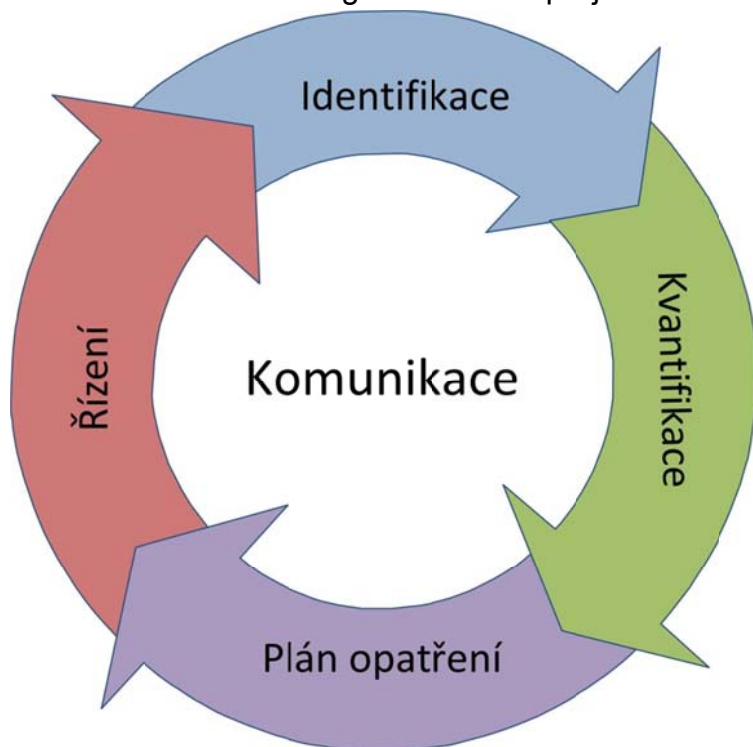 Identifikace
Kvantifikace
Komunikace
Řízení
Plán opatření